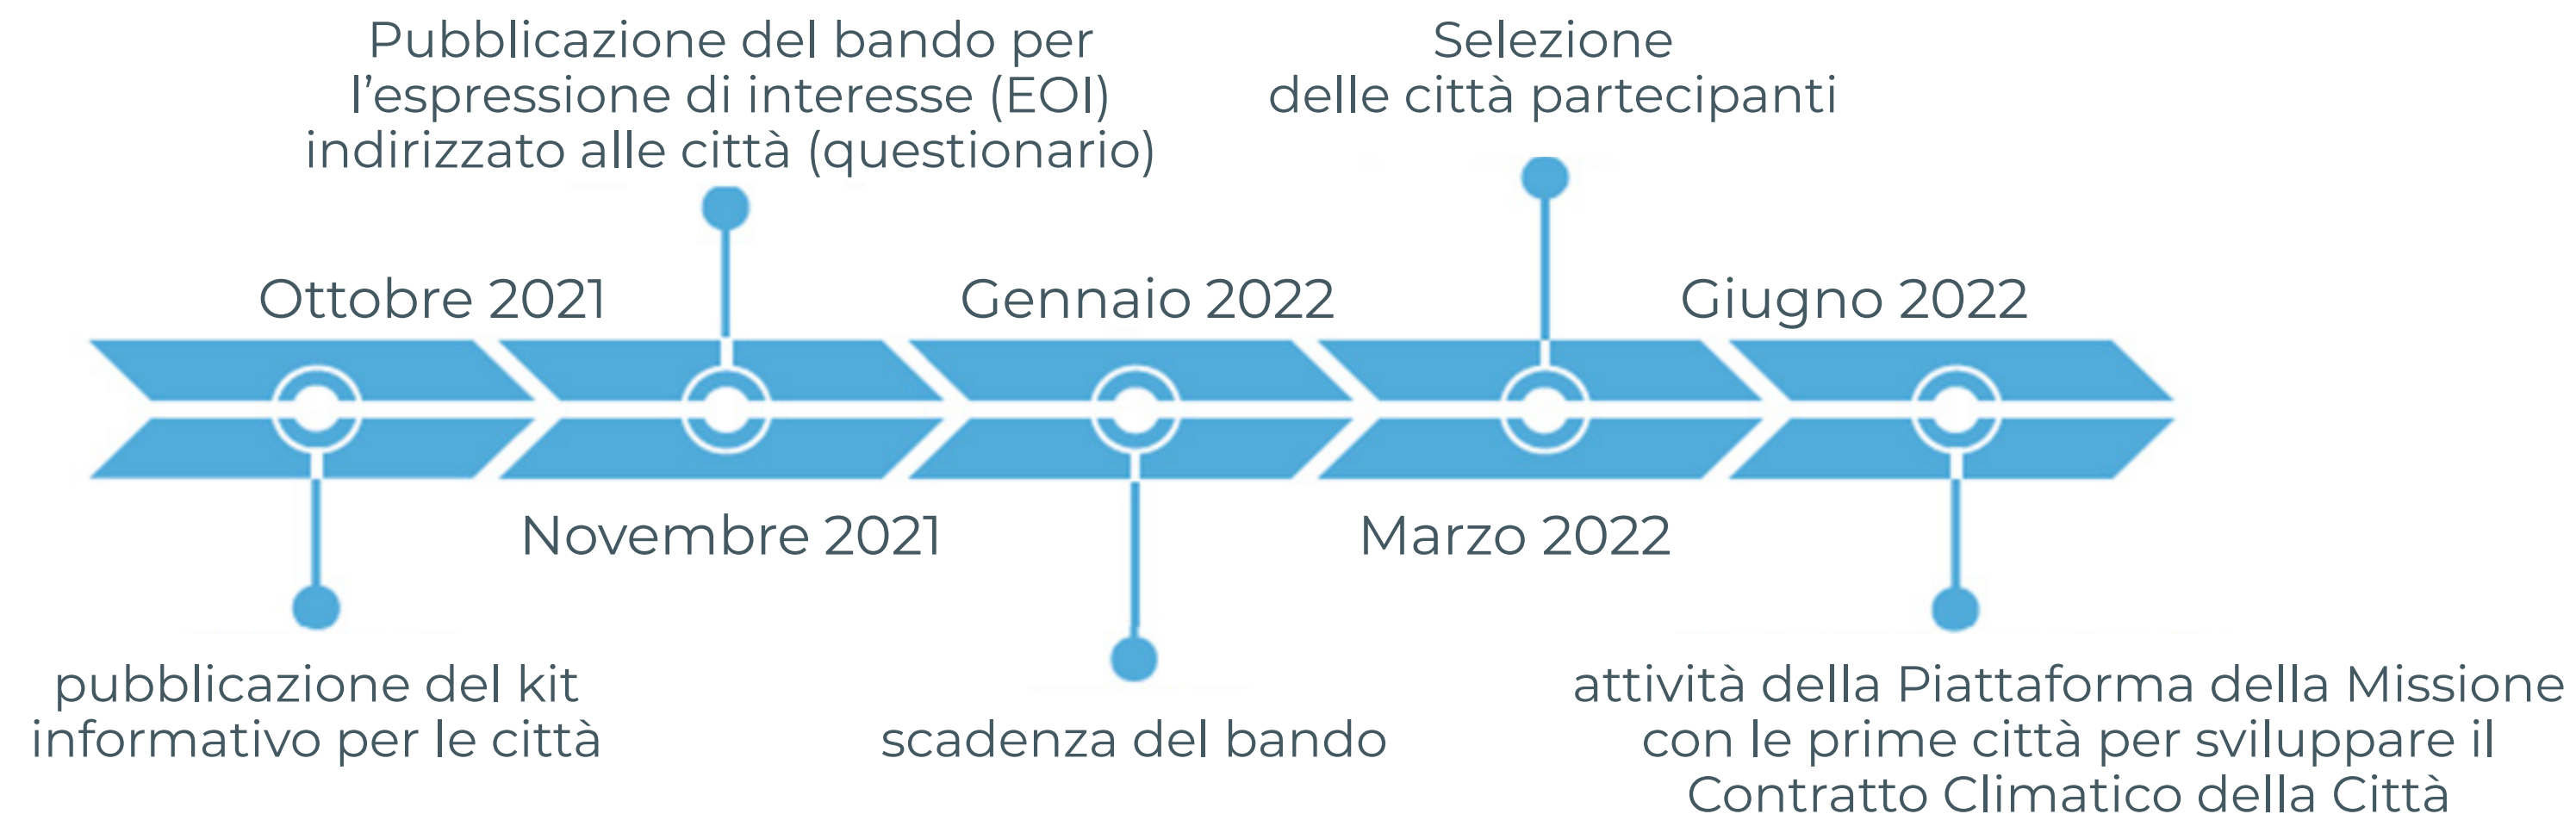 Pubblicazione del bando per
l’espressione di interesse (EOI)
indirizzato alle città (questionario)
Selezione
delle città partecipanti
Ottobre 2021
Gennaio 2022
Giugno 2022
Novembre 2021
Marzo 2022
pubblicazione del kit
informativo per le città
scadenza del bando
attività della Piattaforma della Missione
con le prime città per sviluppare il
Contratto Climatico della Città